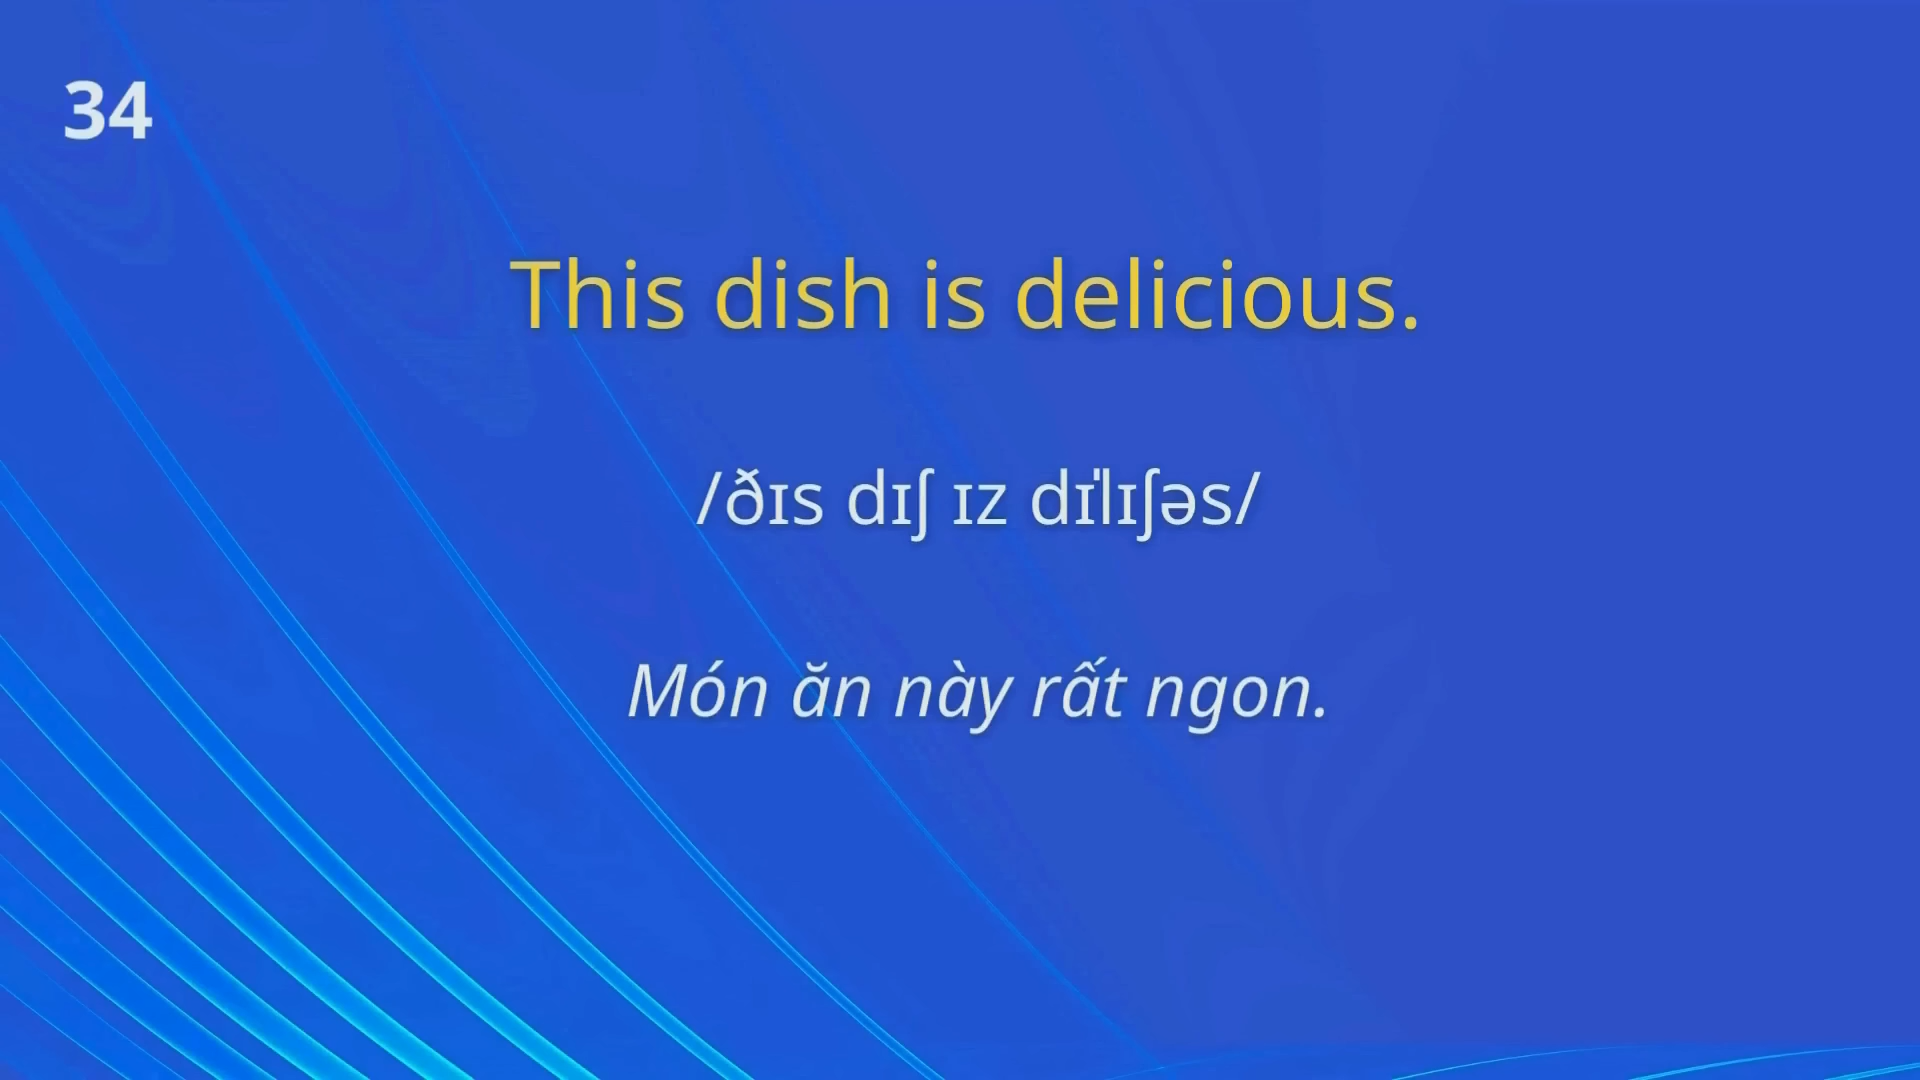 34
This dish is delicious.
/ðɪs dɪʃ ɪz dɪˈlɪʃəs/
Món ăn này rất ngon.